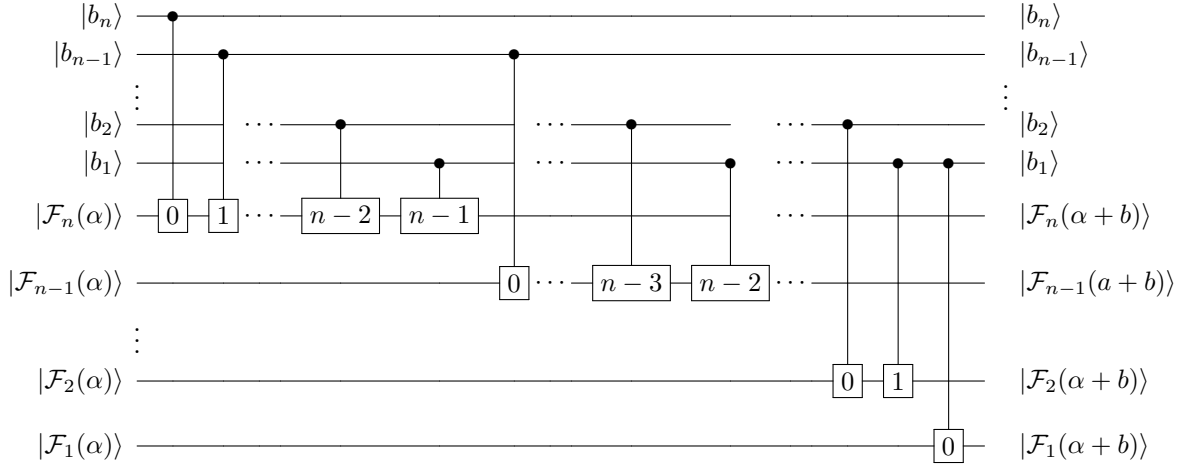 |b_n⟩ |b_n⟩
|b_{n−1}⟩ |b_{n−1}⟩
⋮ ⋮
|b_2⟩ ⋯ ⋯ ⋯ |b_2⟩
|b_1⟩ ⋯ ⋯ ⋯ |b_1⟩
|ℱ_n(α)⟩ 0 1 ⋯ n − 2 n − 1 ⋯ |ℱ_n(α + b)⟩
|ℱ_{n−1}(α)⟩ 0 ⋯ n − 3 n − 2 ⋯ |ℱ_{n−1}(a + b)⟩
⋮
|ℱ_2(α)⟩ 0 1 |ℱ_2(α + b)⟩
|ℱ_1(α)⟩ 0 |ℱ_1(α + b)⟩